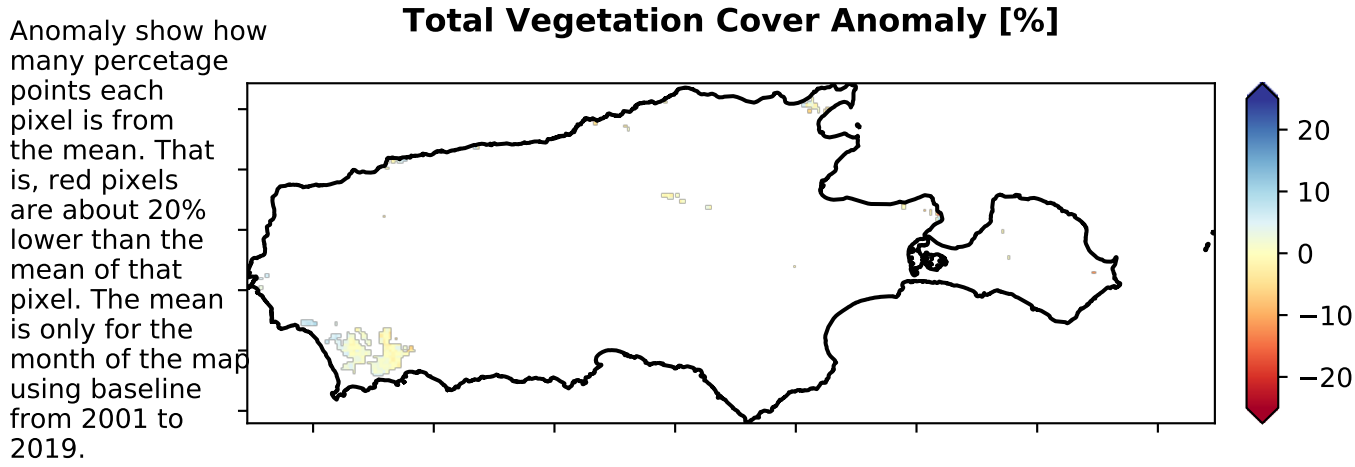 Total Vegetation Cover Anomaly [%]
Anomaly show how
many percetage
points each
pixel is from
the mean. That
is, red pixels
are about 20%
lower than the
mean of that
pixel. The mean
is only for the
month of the map
using baseline
from 2001 to
2019.
20
10
0
−10
−20